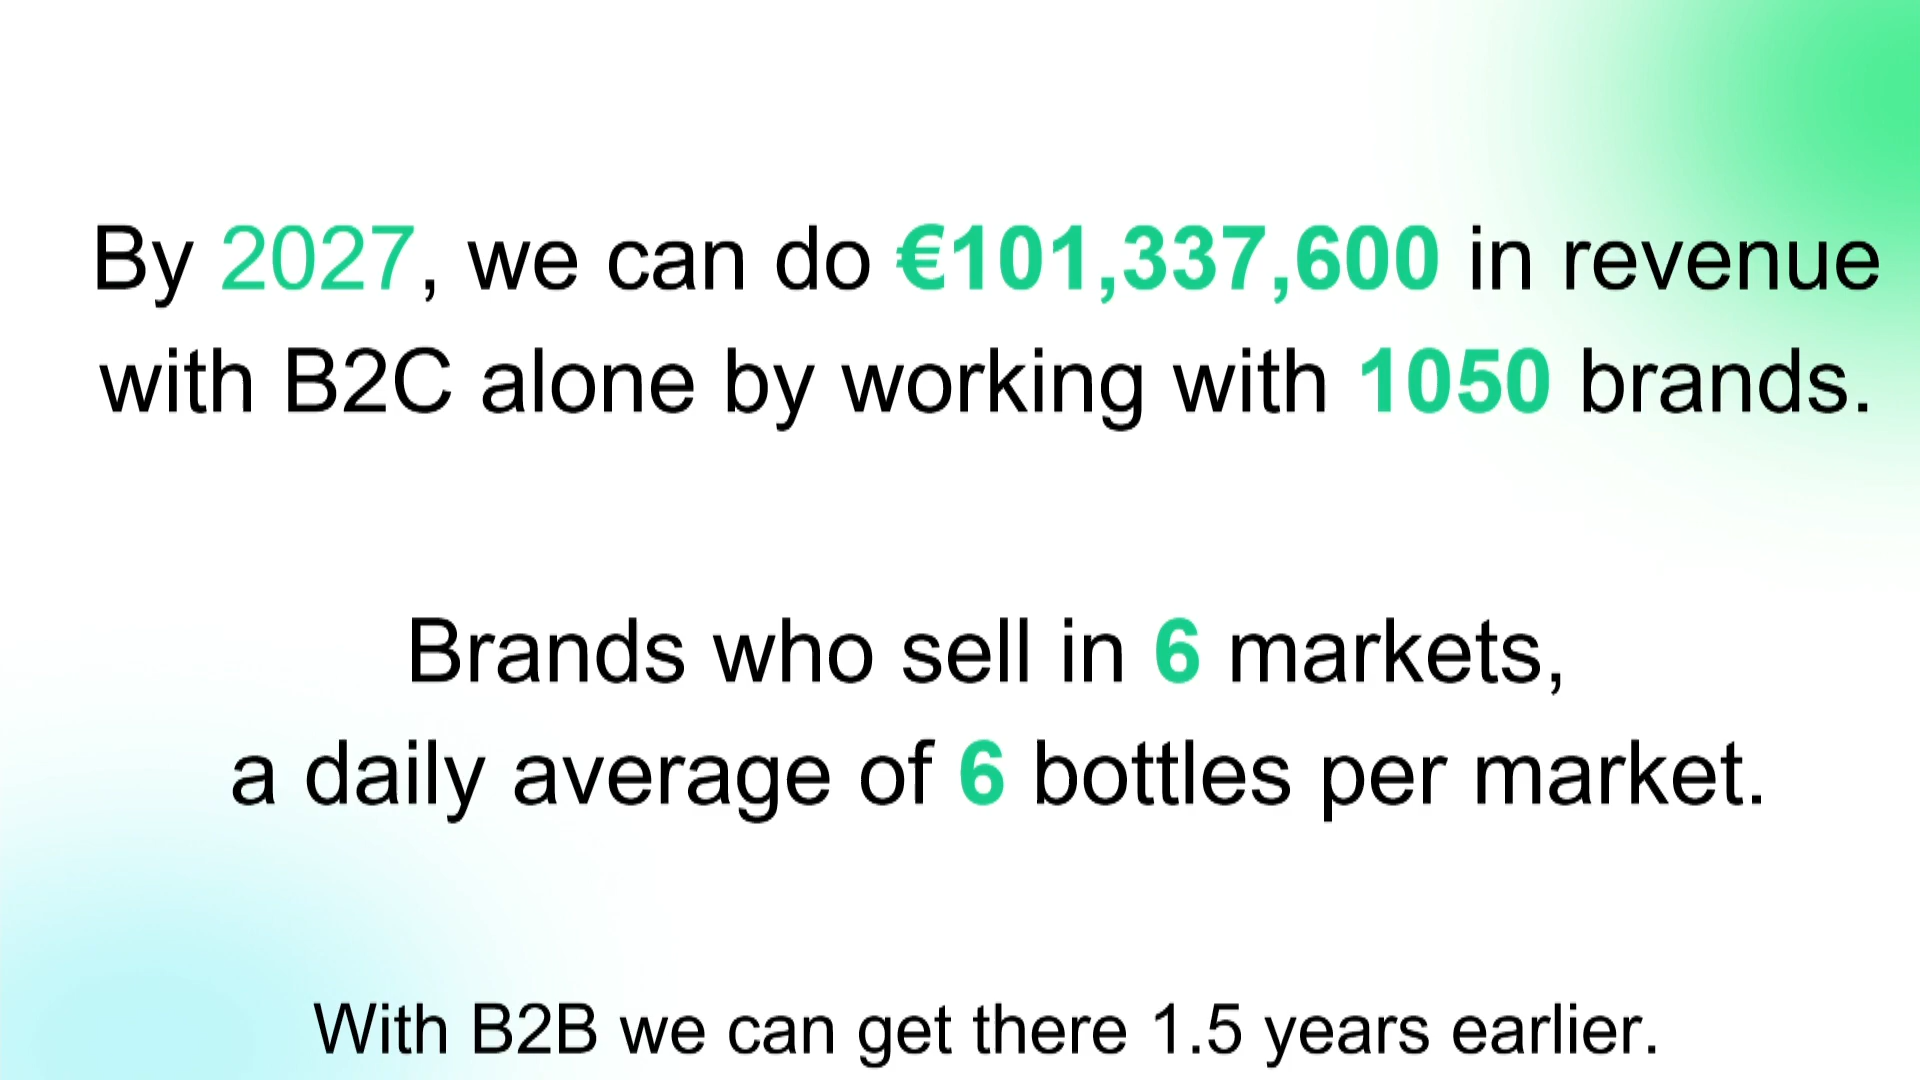 By 2027, we can do €101,337,600 in revenue
with B2C alone by working with 1050 brands.
Brands who sell in 6 markets,
a daily average of 6 bottles per market.
With B2B we can get there 1.5 years earlier.